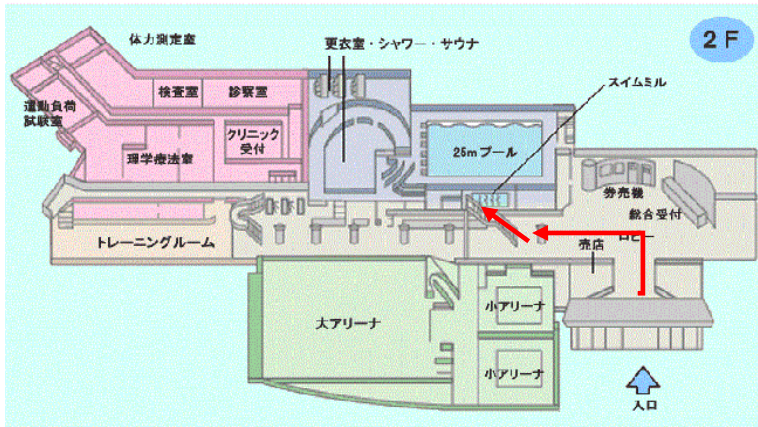 2F
体力測定室
更衣室・シャワー・サウナ
スイムミル
運動負荷
試験室
検査室
診察室
クリニック
受付
理学療法室
25mプール
券売機
総合受付
ロビー
トレーニングルーム
売店
大アリーナ
小アリーナ
小アリーナ
入口